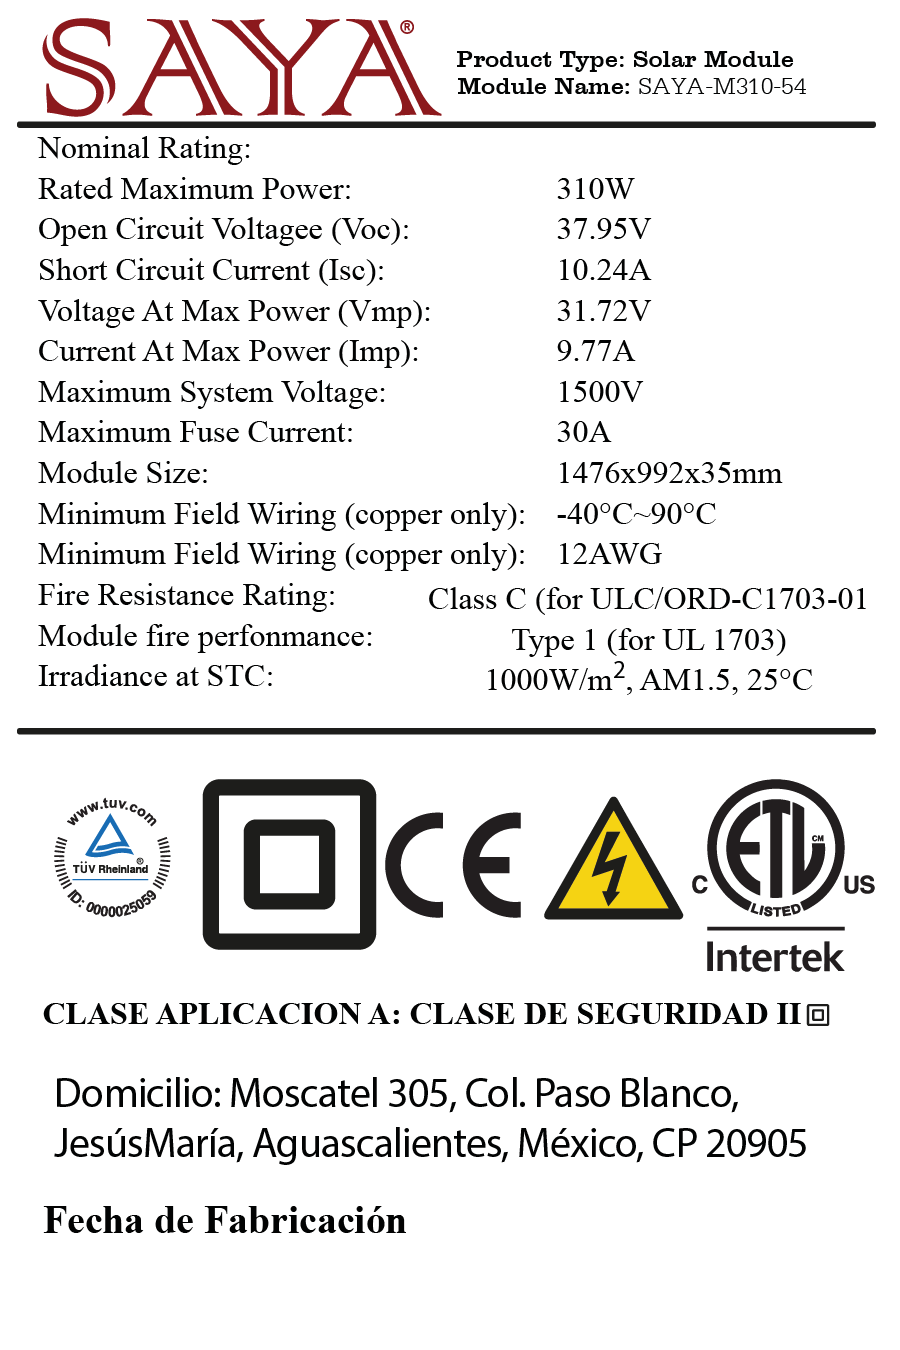 SAYA®
Product Type: Solar Module
Module Name: SAYA-M310-54
Nominal Rating:
Rated Maximum Power: 310W
Open Circuit Voltagee (Voc): 37.95V
Short Circuit Current (Isc): 10.24A
Voltage At Max Power (Vmp): 31.72V
Current At Max Power (Imp): 9.77A
Maximum System Voltage: 1500V
Maximum Fuse Current: 30A
Module Size: 1476x992x35mm
Minimum Field Wiring (copper only): -40°C~90°C
Minimum Field Wiring (copper only): 12AWG
Fire Resistance Rating: Class C (for ULC/ORD-C1703-01
Module fire perfonmance: Type 1 (for UL 1703)
Irradiance at STC: 1000W/m², AM1.5, 25°C
www.tuv.com
TÜV Rheinland®
ID: 0000025059
CE
ETL CM
C LISTED US
Intertek
CLASE APLICACION A: CLASE DE SEGURIDAD II
Domicilio: Moscatel 305, Col. Paso Blanco,
JesúsMaría, Aguascalientes, México, CP 20905
Fecha de Fabricación